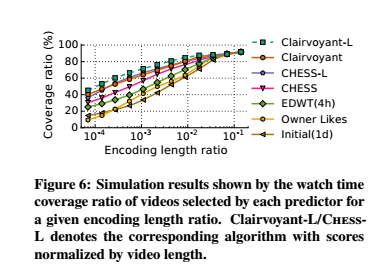 Coverage ratio (%)
100
80
60
40
20
0
10-4
10-3
10-2
10-1
Encoding length ratio
Clairvoyant-L
Clairvoyant
CHESS-L
CHESS
EDWT(4h)
Owner Likes
Initial(1d)
Figure 6: Simulation results shown by the watch time
coverage ratio of videos selected by each predictor for
a given encoding length ratio. Clairvoyant-L/CHESS-
L denotes the corresponding algorithm with scores
normalized by video length.